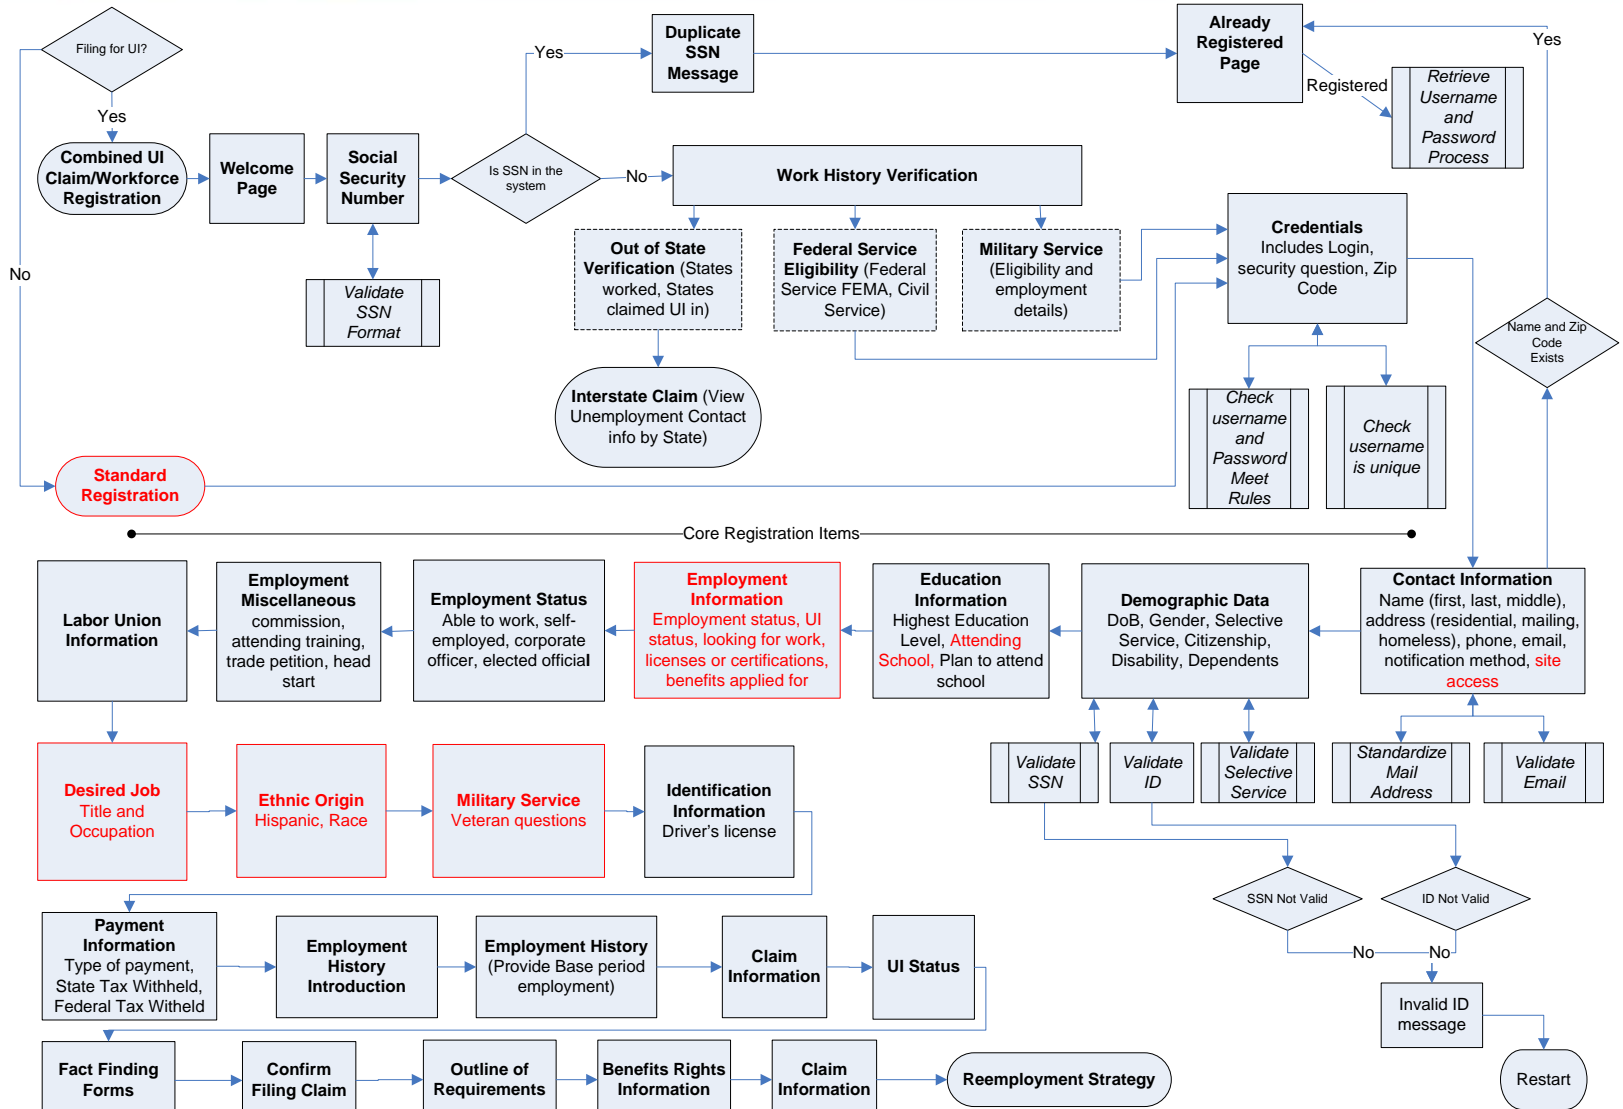 Filing for UI?
Yes
No
Combined UI
Claim/Workforce
Registration
Welcome
Page
Social
Security
Number
Validate
SSN
Format
Is SSN in the
system
Yes
No
Duplicate
SSN
Message
Already
Registered
Page
Registered
Retrieve
Username
and
Password
Process
Yes
Work History Verification
Out of State
Verification (States
worked, States
claimed UI in)
Federal Service
Eligibility (Federal
Service FEMA, Civil
Service)
Military Service
(Eligibility and
employment
details)
Credentials
Includes Login,
security question, Zip
Code
Name and Zip
Code
Exists
Interstate Claim (View
Unemployment Contact
info by State)
Check
username
and
Password
Meet
Rules
Check
username
is unique
Standard
Registration
Core Registration Items
Labor Union
Information
Employment
Miscellaneous
commission,
attending training,
trade petition, head
start
Employment Status
Able to work, self-
employed, corporate
officer, elected official
Employment
Information
Employment status, UI
status, looking for work,
licenses or certifications,
benefits applied for
Education
Information
Highest Education
Level, Attending
School, Plan to attend
school
Demographic Data
DoB, Gender, Selective
Service, Citizenship,
Disability, Dependents
Contact Information
Name (first, last, middle),
address (residential, mailing,
homeless), phone, email,
notification method, site
access
Validate
SSN
Validate
ID
Validate
Selective
Service
Standardize
Mail
Address
Validate
Email
Desired Job
Title and
Occupation
Ethnic Origin
Hispanic, Race
Military Service
Veteran questions
Identification
Information
Driver's license
SSN Not Valid
ID Not Valid
No
No
Invalid ID
message
Restart
Payment
Information
Type of payment,
State Tax Withheld,
Federal Tax Witheld
Employment
History
Introduction
Employment History
(Provide Base period
employment)
Claim
Information
UI Status
Fact Finding
Forms
Confirm
Filing Claim
Outline of
Requirements
Benefits Rights
Information
Claim
Information
Reemployment Strategy